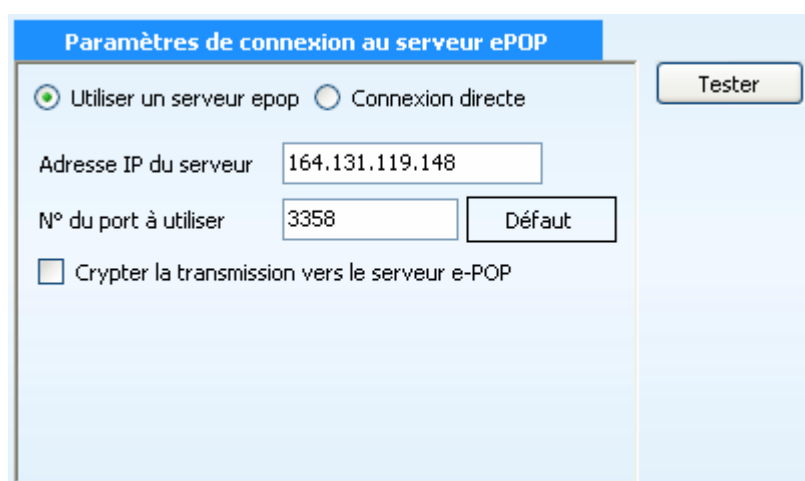 Paramètres de connexion au serveur ePOP
Tester
Utiliser un serveur epop Connexion directe
Adresse IP du serveur 164.131.119.148
N° du port à utiliser 3358 Défaut
Crypter la transmission vers le serveur e-POP